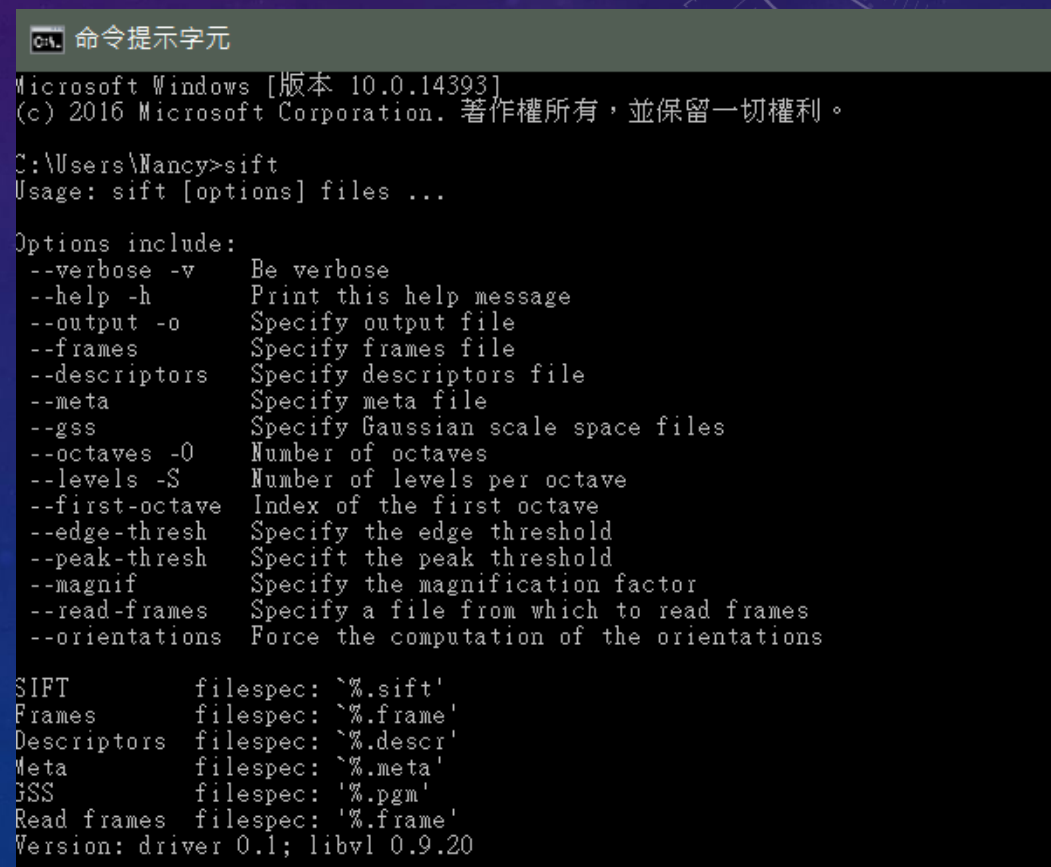 命令提示字元
Microsoft Windows [版本 10.0.14393]
(c) 2016 Microsoft Corporation. 著作權所有，並保留一切權利。
C:\Users\Nancy>sift
Usage: sift [options] files ...
Options include:
--verbose -v Be verbose
--help -h Print this help message
--output -o Specify output file
--frames Specify frames file
--descriptors Specify descriptors file
--meta Specify meta file
--gss Specify Gaussian scale space files
--octaves -O Number of octaves
--levels -S Number of levels per octave
--first-octave Index of the first octave
--edge-thresh Specify the edge threshold
--peak-thresh Specift the peak threshold
--magnif Specify the magnification factor
--read-frames Specify a file from which to read frames
--orientations Force the computation of the orientations
SIFT filespec: `%.sift'
Frames filespec: `%.frame'
Descriptors filespec: `%.descr'
Meta filespec: `%.meta'
GSS filespec: '%.pgm'
Read frames filespec: '%.frame'
Version: driver 0.1; libvl 0.9.20